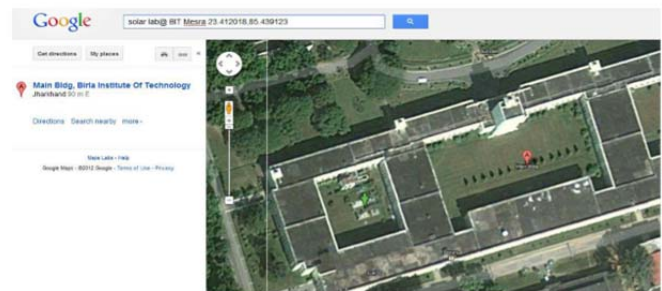 Google
solar lab@ BIT Mesra 23.412018,85.439123
Get directions My places
Main Bldg, Birla Institute Of Technology
Jharkhand 90 m E
Directions Search nearby more
Maps Labs - Help
Google Maps - ©2012 Google - Terms of Use - Privacy